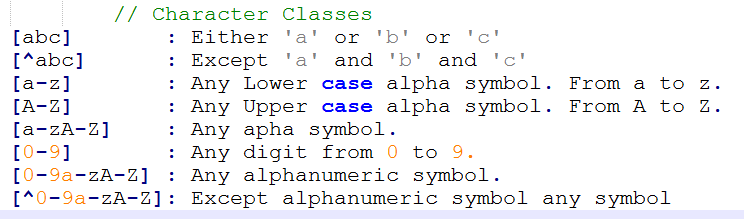 // Character Classes
[abc] : Either 'a' or 'b' or 'c'
[^abc] : Except 'a' and 'b' and 'c'
[a-z] : Any Lower case alpha symbol. From a to z.
[A-Z] : Any Upper case alpha symbol. From A to Z.
[a-zA-Z] : Any apha symbol.
[0-9] : Any digit from 0 to 9.
[0-9a-zA-Z] : Any alphanumeric symbol.
[^0-9a-zA-Z]: Except alphanumeric symbol any symbol